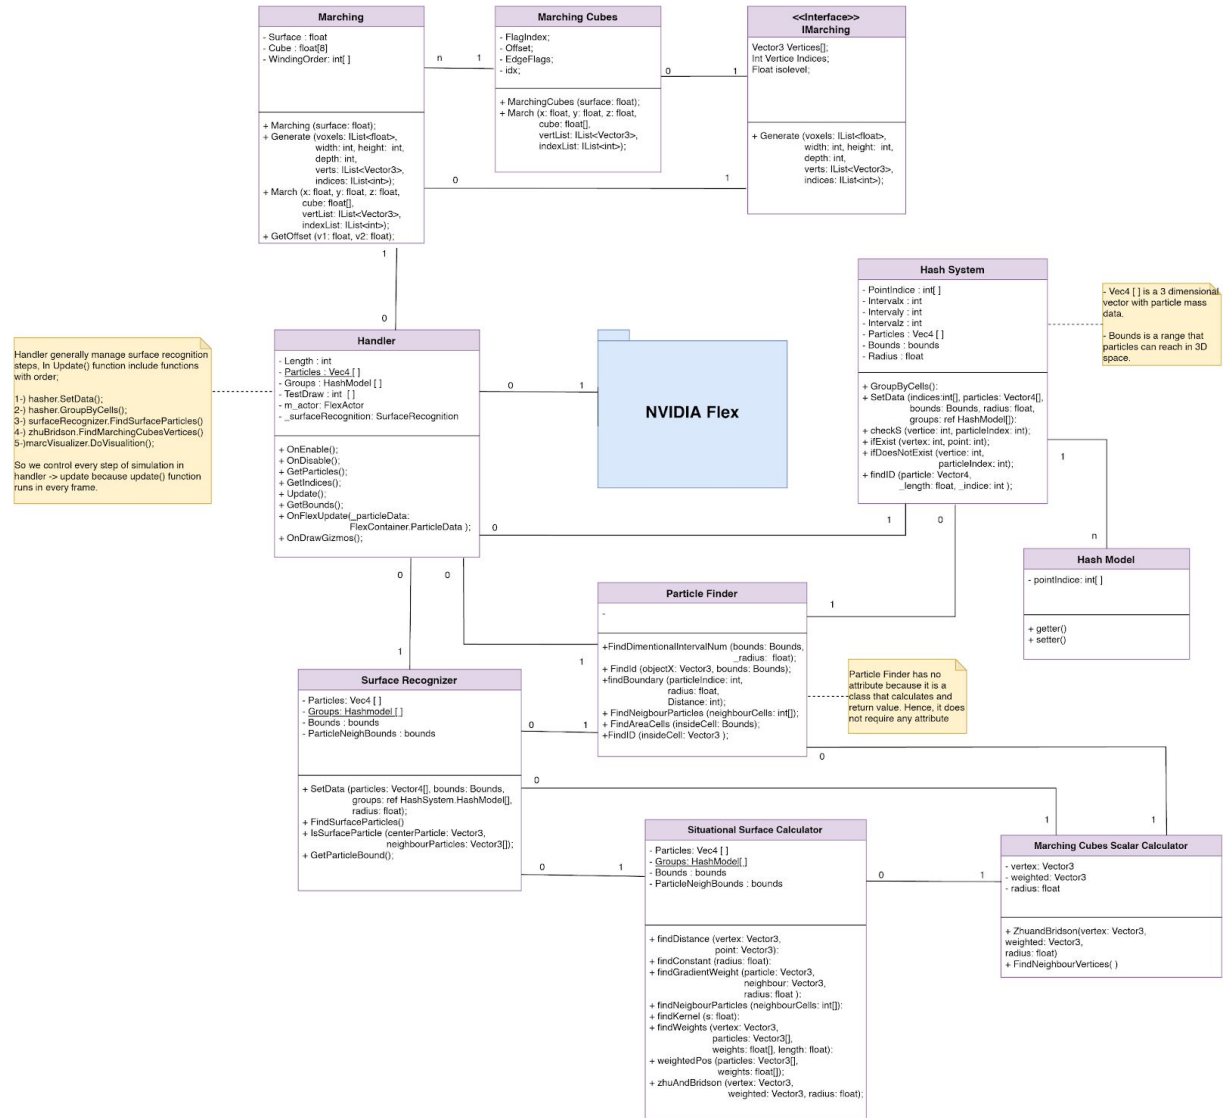 Marching
- Surface : float
- Cube : float[8]
- WindingOrder: int[ ]
+ Marching (surface: float);
+ Generate (voxels: IList<float>,
width: int, height: int,
depth: int,
verts: IList<Vector3>,
indices: IList<int>);
+ March (x: float, y: float, z: float,
cube: float[],
vertList: IList<Vector3>,
indexList: IList<int>);
+ GetOffset (v1: float, v2: float);
n
1
Marching Cubes
- FlagIndex;
- Offset;
- EdgeFlags;
- idx;
+ MarchingCubes (surface: float);
+ March (x: float, y: float, z: float,
cube: float[],
vertList: IList<Vector3>,
indexList: IList<int>);
0
1
<<Interface>>
IMarching
Vector3 Vertices[];
Int Vertice Indices;
Float isolevel;
+ Generate (voxels: IList<float>,
width: int, height: int,
depth: int,
verts: IList<Vector3>,
indices: IList<int>);
0
1
1
0
Handler generally manage surface recognition
steps, In Update() function include functions
with order;
1-) hasher.SetData();
2-) hasher.GroupByCells();
3-) surfaceRecognizer.FindSurfaceParticles()
4-) zhuBridson.FindMarchingCubesVertices()
5-)marcVisualizer.DoVisualition();
So we control every step of simulation in
handler -> update because update() function
runs in every frame.
Handler
- Length : int
- Particles : Vec4 [ ]
- Groups : HashModel [ ]
- TestDraw : int [ ]
- m_actor: FlexActor
- _surfaceRecognition: SurfaceRecognition
+ OnEnable();
+ OnDisable();
+ GetParticles();
+ GetIndices();
+ Update();
+ GetBounds();
+ OnFlexUpdate(_particleData:
FlexContainer.ParticleData );
+ OnDrawGizmos();
0
1
NVIDIA Flex
Hash System
- PointIndice : int[ ]
- Intervalx : int
- Intervaly : int
- Intervalz : int
- Particles : Vec4 [ ]
- Bounds : bounds
- Radius : float
+ GroupByCells();
+ SetData (indices:int[], particles: Vector4[],
bounds: Bounds, radius: float,
groups: ref HashModel[]):
+ checkS (vertice: int, particleIndex: int);
+ ifExist (vertex: int, point: int);
+ ifDoesNotExist (vertice: int,
particleIndex: int);
+ findID (particle: Vector4,
_length: float, _indice: int );
- Vec4 [ ] is a 3 dimensional
vector with particle mass
data.
- Bounds is a range that
particles can reach in 3D
space.
1
n
Hash Model
- pointIndice: int[ ]
+ getter()
+ setter()
0
1
0
1
0
0
1
1
Particle Finder
-
+FindDimentionalIntervalNum (bounds: Bounds,
_radius: float);
+ FindId (objectX: Vector3, bounds: Bounds);
+findBoundary (particleIndice: int,
radius: float,
Distance: int);
+ FindNeigbourParticles (neighbourCells: int[]);
+ FindAreaCells (insideCell: Bounds);
+FindID (insideCell: Vector3 );
Particle Finder has no
attribute because it is a
class that calculates and
return value. Hence, it does
not require any attribute
Surface Recognizer
- Particles: Vec4 [ ]
- Groups: Hashmodel [ ]
- Bounds : bounds
- ParticleNeighBounds : bounds
+ SetData (particles: Vector4[], bounds: Bounds,
groups: ref HashSystem.HashModel[],
radius: float);
+ FindSurfaceParticles()
+ IsSurfaceParticle (centerParticle: Vector3,
neighbourParticles: Vector3[]);
+ GetParticleBound();
0
1
0
0
1
1
0
1
Situational Surface Calculator
- Particles: Vec4 [ ]
- Groups: HashModel[ ]
- Bounds : bounds
- ParticleNeighBounds : bounds
+ findDistance (vertex: Vector3,
point: Vector3):
+ findConstant (radius: float):
+ findGradientWeight (particle: Vector3,
neighbour: Vector3,
radius: float );
+ findNeigbourParticles (neighbourCells: int[]):
+ findKernel (s: float):
+ findWeights (vertex: Vector3,
particles: Vector3[],
weights: float[], length: float):
+ weightedPos (particles: Vector3[],
weights: float[]);
+ zhuAndBridson (vertex: Vector3,
weighted: Vector3, radius: float);
0
1
Marching Cubes Scalar Calculator
- vertex: Vector3
- weighted: Vector3
- radius: float
+ ZhuandBridson(vertex: Vector3,
weighted: Vector3,
radius: float)
+ FindNeighbourVertices( )